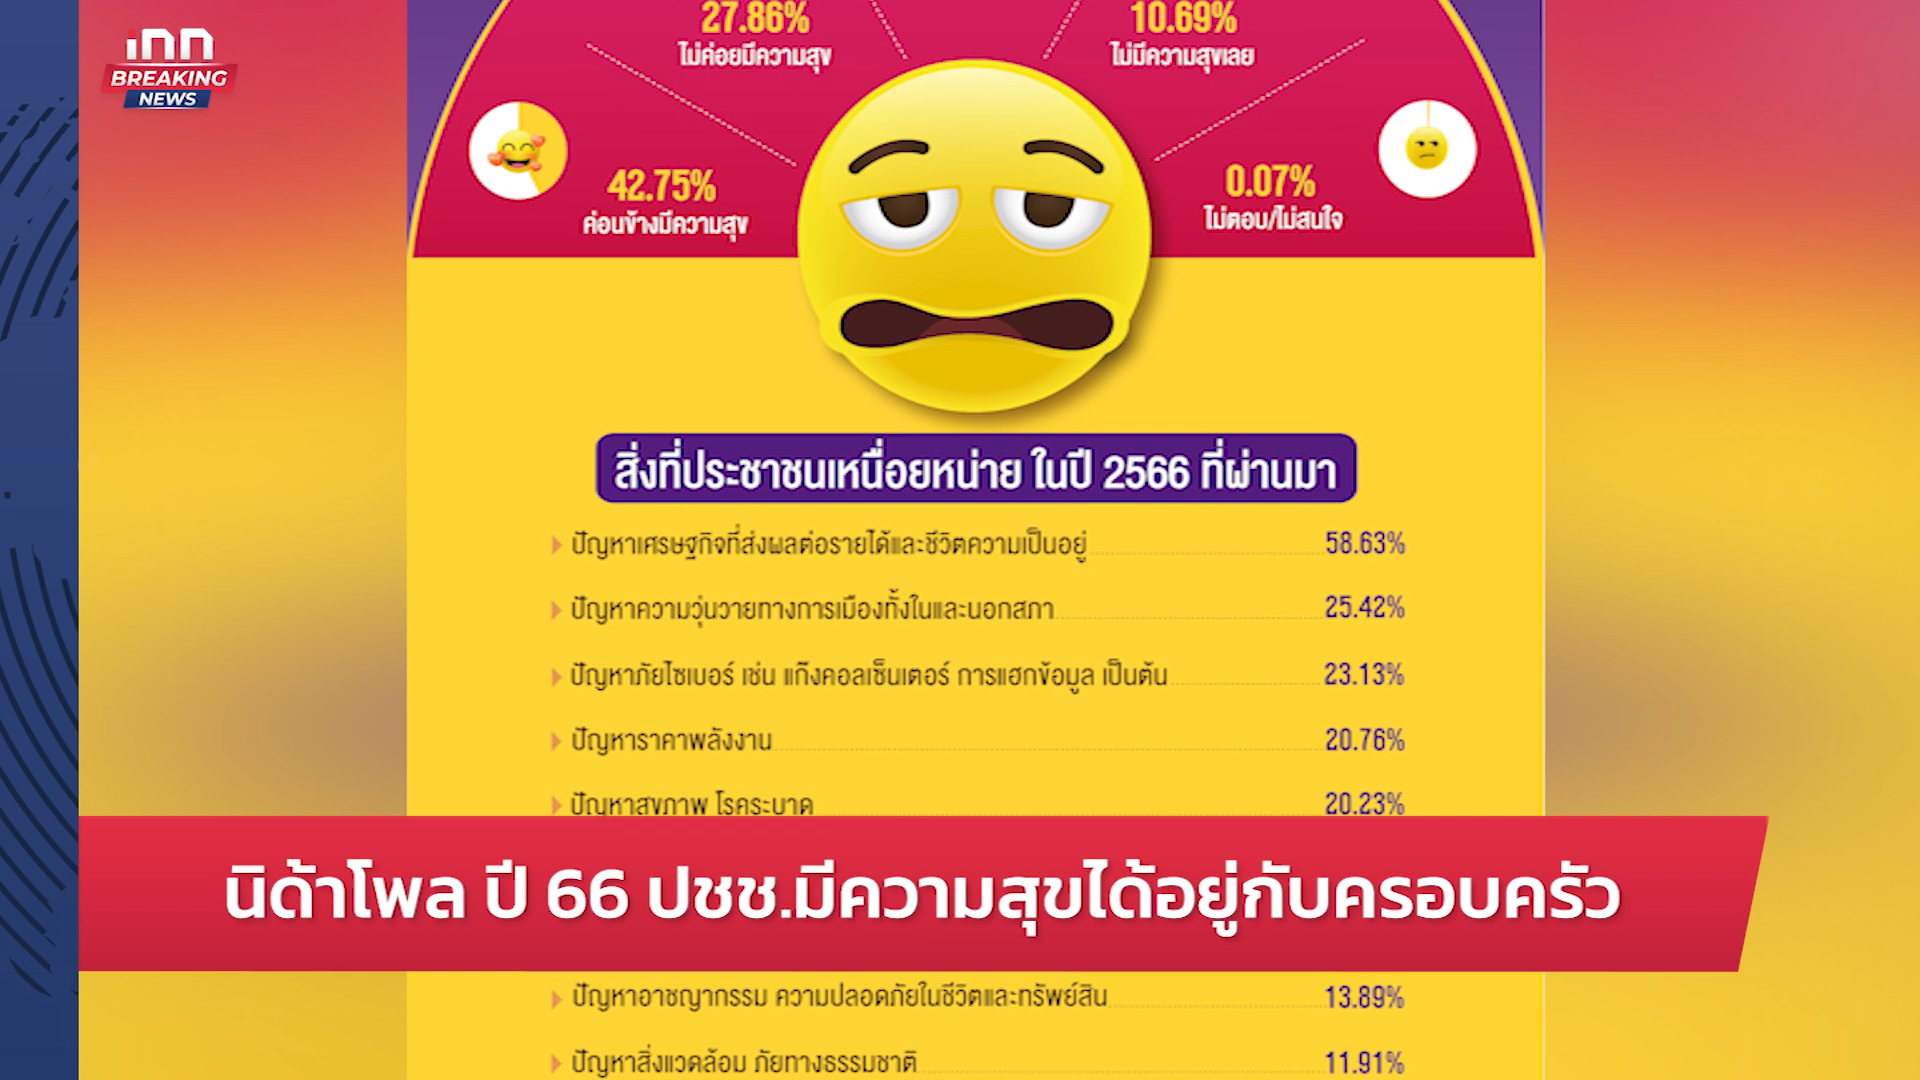 inn
BREAKING
NEWS
27.86%
ไม่ค่อยมีความสุข
10.69%
ไม่มีความสุขเลย
42.75%
ค่อนข้างมีความสุข
0.07%
ไม่ตอบ/ไม่สนใจ
สิ่งที่ประชาชนเหนื่อยหน่าย ในปี 2566 ที่ผ่านมา
ปัญหาเศรษฐกิจที่ส่งผลต่อรายได้และชีวิตความเป็นอยู่ 58.63%
ปัญหาความวุ่นวายทางการเมืองทั้งในและนอกสภา 25.42%
ปัญหาภัยไซเบอร์ เช่น แก๊งคอลเซ็นเตอร์ การแฮกข้อมูล เป็นต้น 23.13%
ปัญหาราคาพลังงาน 20.76%
ปัญหาสุขภาพ โรคระบาด 20.23%
นิด้าโพล ปี 66 ปชช.มีความสุขได้อยู่กับครอบครัว
ปัญหาอาชญากรรม ความปลอดภัยในชีวิตและทรัพย์สิน 13.89%
ปัญหาสิ่งแวดล้อม ภัยทางธรรมชาติ 11.91%